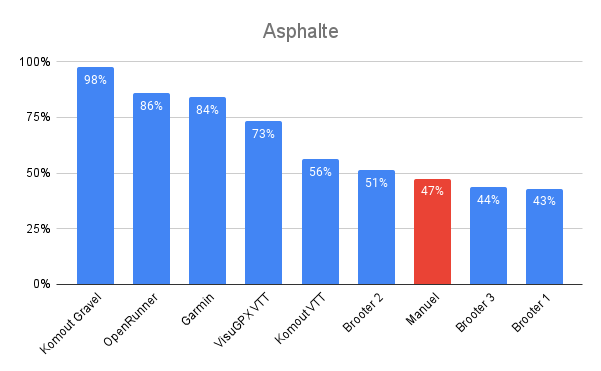 Asphalte
100%
75%
50%
25%
0%
98%
86%
84%
73%
56%
51%
47%
44%
43%
Komout Gravel
OpenRunner
Garmin
VisuGPX VTT
Komout VTT
Brooter 2
Manuel
Brooter 3
Brooter 1